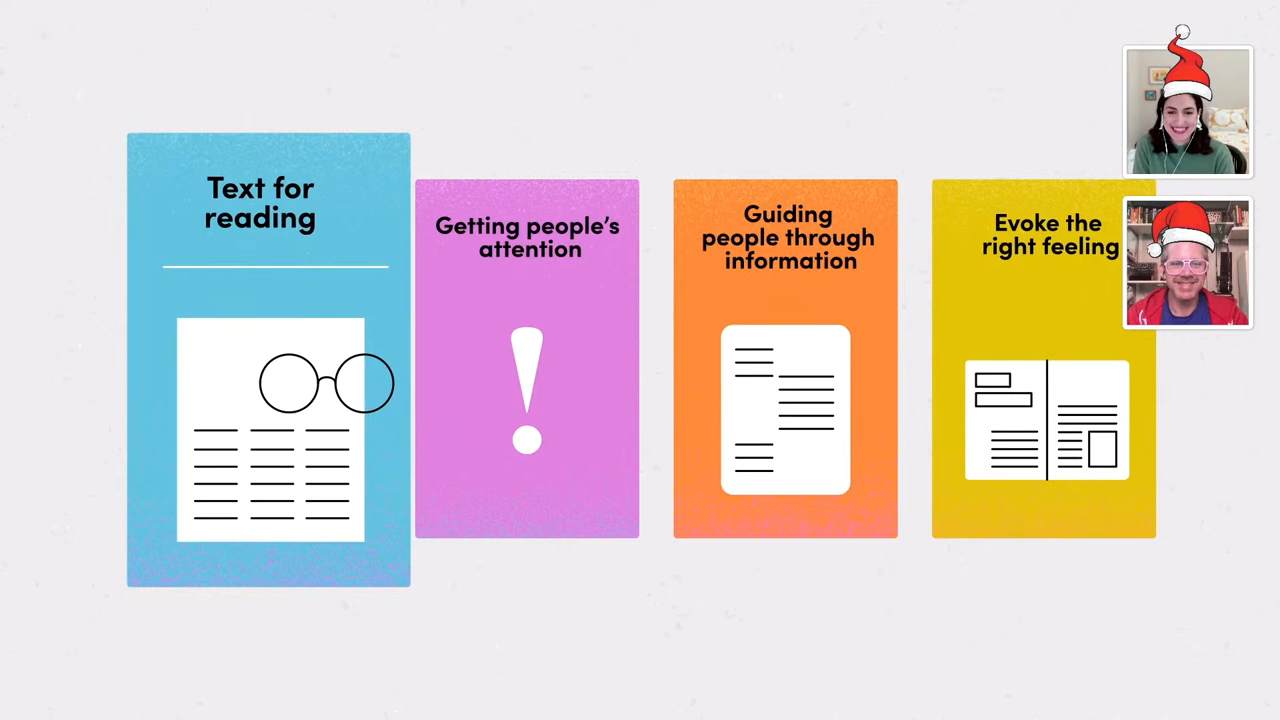 Text for
reading
Getting people's
attention
Guiding
people through
information
Evoke the
right feeling